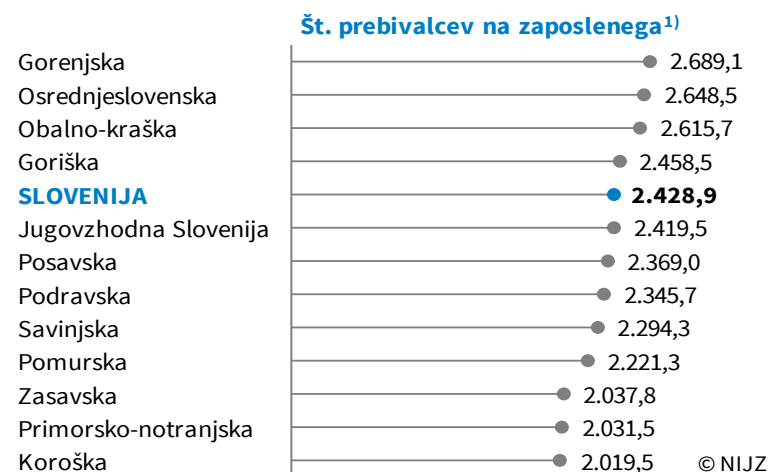 Št. prebivalcev na zaposlenega1)
Gorenjska 2.689,1
Osrednjeslovenska 2.648,5
Obalno-kraška 2.615,7
Goriška 2.458,5
SLOVENIJA 2.428,9
Jugovzhodna Slovenija 2.419,5
Posavska 2.369,0
Podravska 2.345,7
Savinjska 2.294,3
Pomurska 2.221,3
Zasavska 2.037,8
Primorsko-notranjska 2.031,5
Koroška 2.019,5 © NIJZ